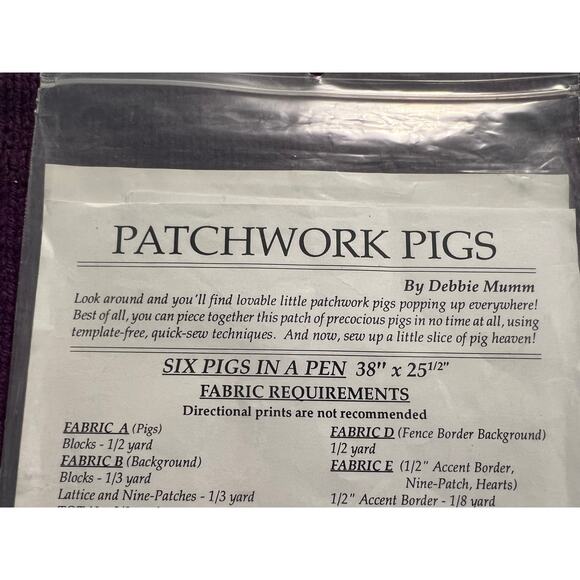 PATCHWORK PIGS
By Debbie Mumm
Look around and you'll find lovable little patchwork pigs popping up everywhere!
Best of all, you can piece together this patch of precocious pigs in no time at all, using
template-free, quick-sew techniques. And now, sew up a little slice of pig heaven!
SIX PIGS IN A PEN 38" x 25 1/2"
FABRIC REQUIREMENTS
Directional prints are not recommended
FABRIC A (Pigs)
Blocks - 1/2 yard
FABRIC B (Background)
Blocks - 1/3 yard
Lattice and Nine-Patches - 1/3 yard
FABRIC D (Fence Border Background)
1/2 yard
FABRIC E (1/2" Accent Border,
Nine-Patch, Hearts)
1/2" Accent Border - 1/8 yard